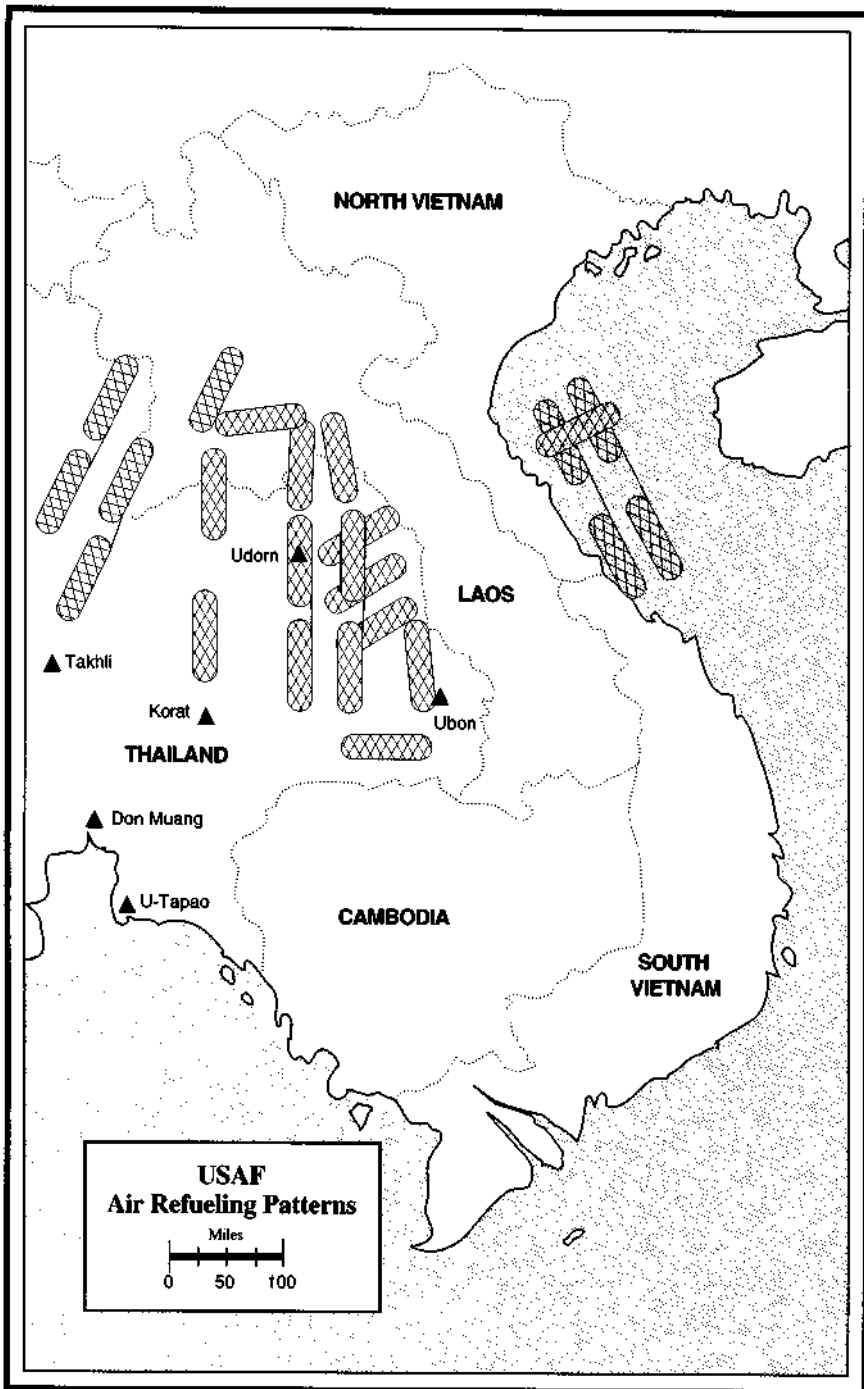 NORTH VIETNAM
Udorn
LAOS
Takhli
Korat
Ubon
THAILAND
Don Muang
U-Tapao
CAMBODIA
SOUTH
VIETNAM
USAF
Air Refueling Patterns
Miles
0 50 100